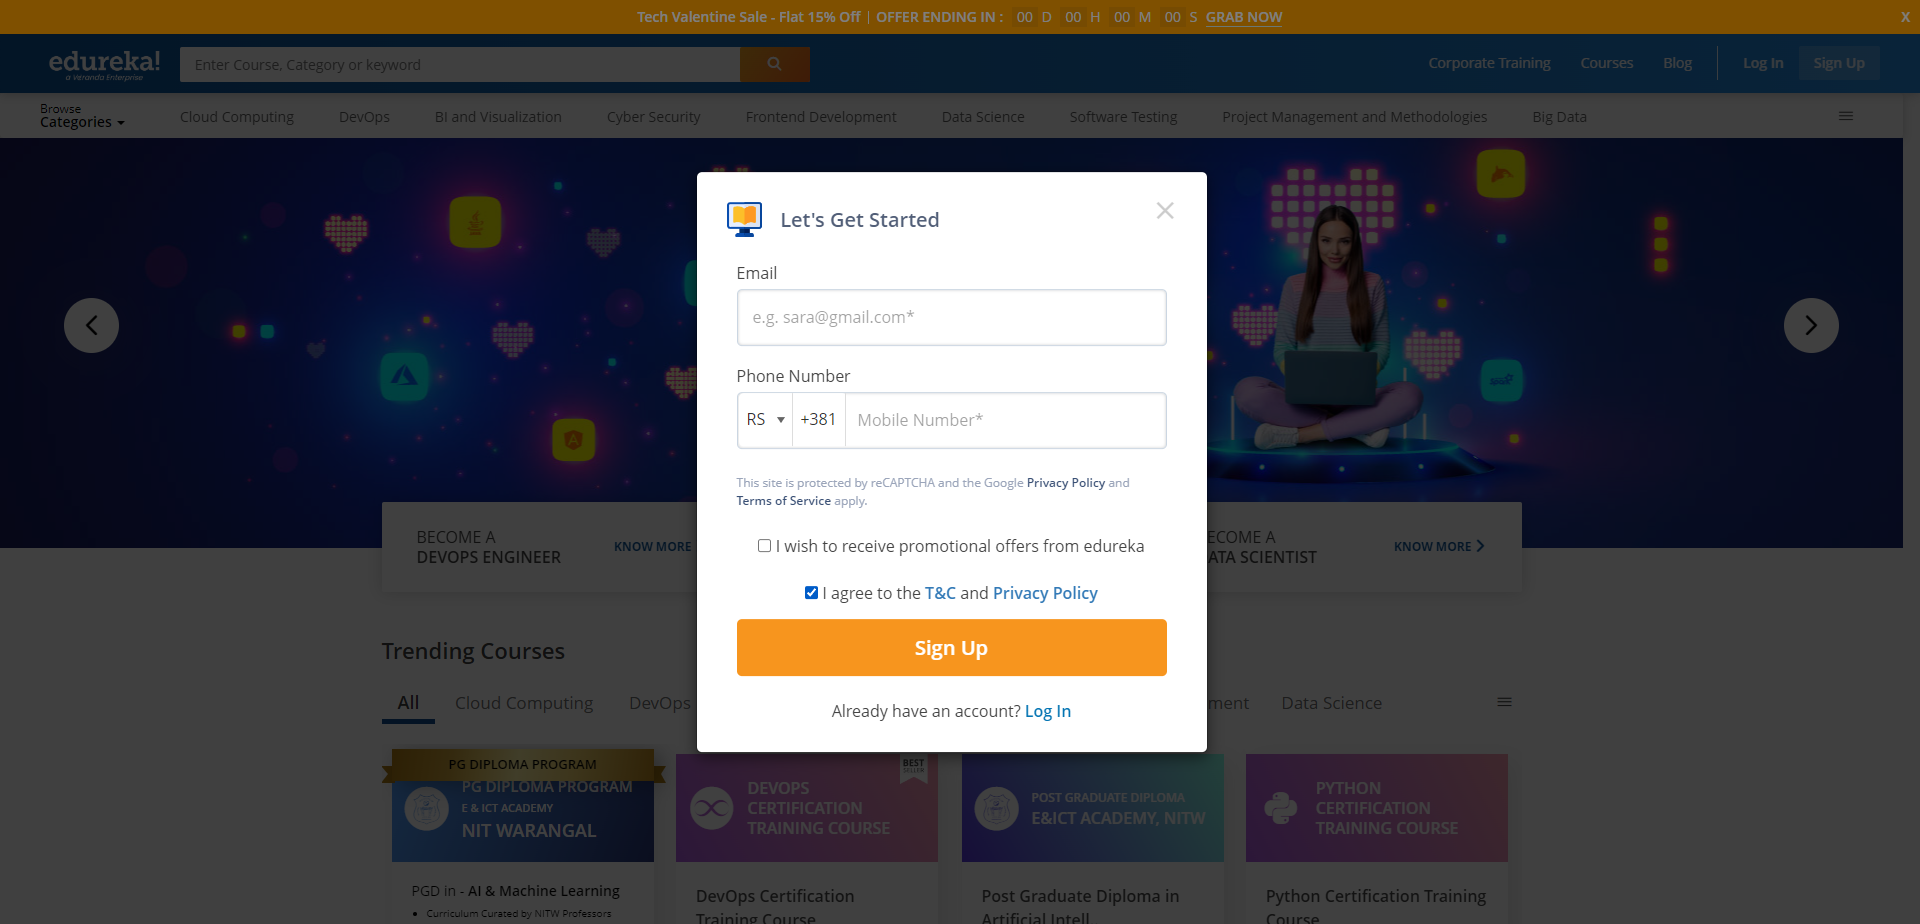 Tech Valentine Sale - Flat 15% Off | OFFER ENDING IN : 00 D 00 H 00 M 00 S GRAB NOW
X
edureka!
a Veranda Enterprise
Enter Course, Category or keyword
Corporate Training
Courses
Blog
Log In
Sign Up
Browse
Categories
Cloud Computing
DevOps
BI and Visualization
Cyber Security
Frontend Development
Data Science
Software Testing
Project Management and Methodologies
Big Data
Let's Get Started
Email
e.g. sara@gmail.com*
Phone Number
RS +381 Mobile Number*
This site is protected by reCAPTCHA and the Google Privacy Policy and
Terms of Service apply.
I wish to receive promotional offers from edureka
I agree to the T&C and Privacy Policy
Sign Up
Already have an account? Log In
BECOME A
DEVOPS ENGINEER
KNOW MORE
ECOME A
ATA SCIENTIST
KNOW MORE
Trending Courses
All
Cloud Computing
DevOps
ment
Data Science
PG DIPLOMA PROGRAM
PG DIPLOMA PROGRAM
E & ICT ACADEMY
NIT WARANGAL
PGD in - AI & Machine Learning
Curriculum Curated by NITW Professors
BEST
SELLER
DEVOPS
CERTIFICATION
TRAINING COURSE
DevOps Certification
Training Course
POST GRADUATE DIPLOMA
E&ICT ACADEMY, NITW
Post Graduate Diploma in
Artificial Intell...
PYTHON
CERTIFICATION
TRAINING COURSE
Python Certification Training
Course